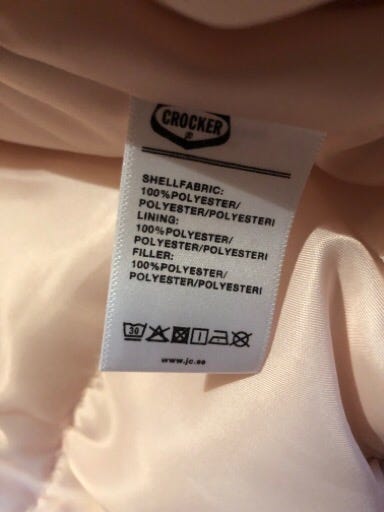 CROCKER
SHELLFABRIC:
100%POLYESTER/
POLYESTER/POLYESTERI
LINING:
100%POLYESTER/
POLYESTER/POLYESTERI
FILLER:
100%POLYESTER/
POLYESTER/POLYESTERI
30
www.jc.se